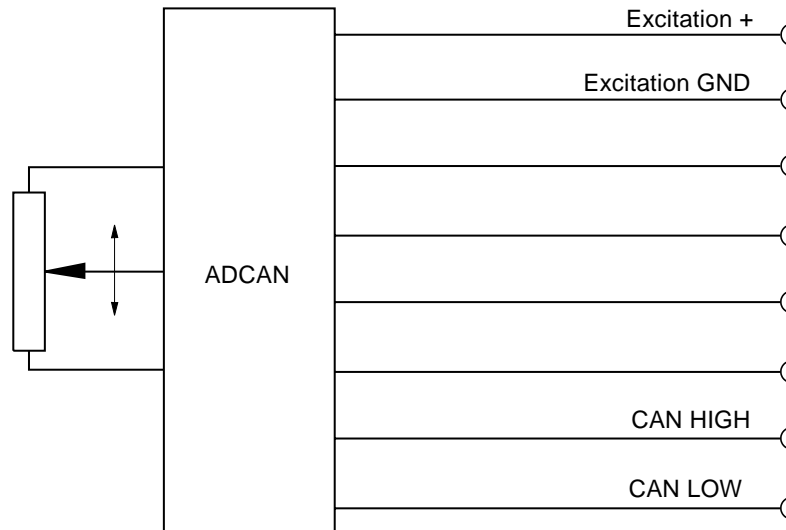 Excitation +
Excitation GND
ADCAN
CAN HIGH
CAN LOW